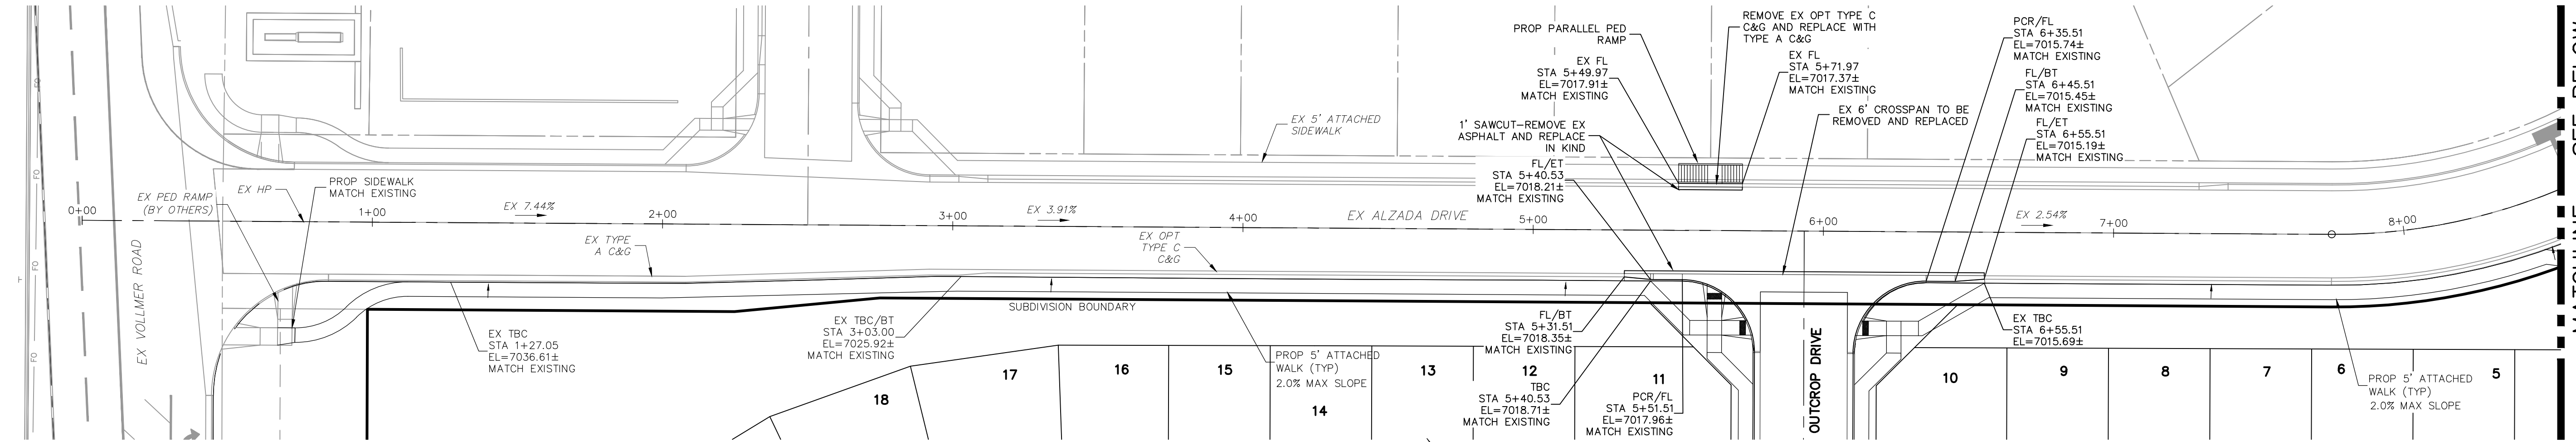 PROP PARALLEL PED
RAMP
REMOVE EX OPT TYPE C
C&G AND REPLACE WITH
TYPE A C&G
EX FL
STA 5+49.97
EL=7017.91±
MATCH EXISTING
EX FL
STA 5+71.97
EL=7017.37±
MATCH EXISTING
PCR/FL
STA 6+35.51
EL=7015.74±
MATCH EXISTING
FL/BT
STA 6+45.51
EL=7015.45±
MATCH EXISTING
FL/ET
STA 6+55.51
EL=7015.19±
MATCH EXISTING
EX 6' CROSSPAN TO BE
REMOVED AND REPLACED
1' SAWCUT-REMOVE EX
ASPHALT AND REPLACE
IN KIND
FL/ET
STA 5+40.53
EL=7018.21±
MATCH EXISTING
EX 5' ATTACHED
SIDEWALK
FO
FO
FO
FO
T
EX PED RAMP
(BY OTHERS)
EX HP
PROP SIDEWALK
MATCH EXISTING
0+00
1+00
EX 7.44%
2+00
3+00
EX 3.91%
4+00
EX ALZADA DRIVE
5+00
6+00
EX 2.54%
7+00
8+00
EX VOLLMER ROAD
EX TYPE
A C&G
EX OPT
TYPE C
C&G
SUBDIVISION BOUNDARY
EX TBC
STA 1+27.05
EL=7036.61±
MATCH EXISTING
EX TBC/BT
STA 3+03.00
EL=7025.92±
MATCH EXISTING
PROP 5' ATTACHED
WALK (TYP)
2.0% MAX SLOPE
FL/BT
STA 5+31.51
EL=7018.35±
MATCH EXISTING
TBC
STA 5+40.53
EL=7018.71±
MATCH EXISTING
PCR/FL
STA 5+51.51
EL=7017.96±
MATCH EXISTING
OUTCROP DRIVE
EX TBC
STA 6+55.51
EL=7015.69±
PROP 5' ATTACHED
WALK (TYP)
2.0% MAX SLOPE
18
17
16
15
14
13
12
11
10
9
8
7
6
5